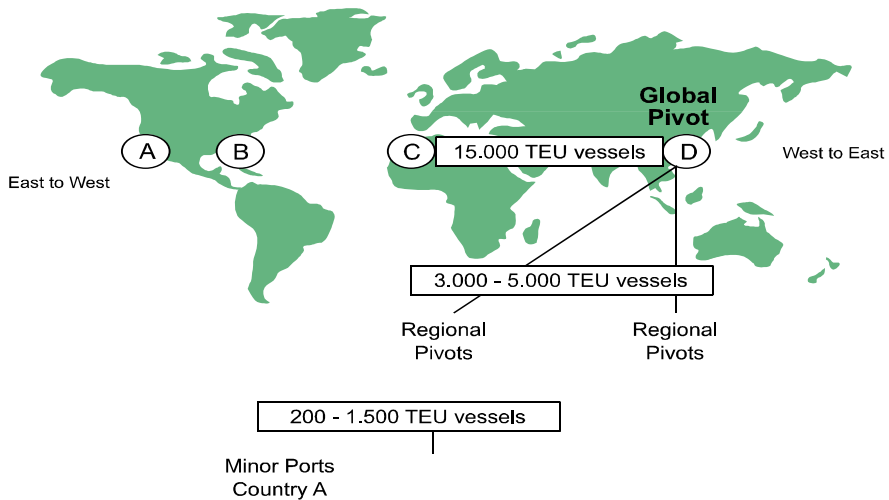 Global
Pivot
A
B
C
15.000 TEU vessels
D
West to East
East to West
3.000 - 5.000 TEU vessels
Regional
Pivots
Regional
Pivots
200 - 1.500 TEU vessels
Minor Ports
Country A